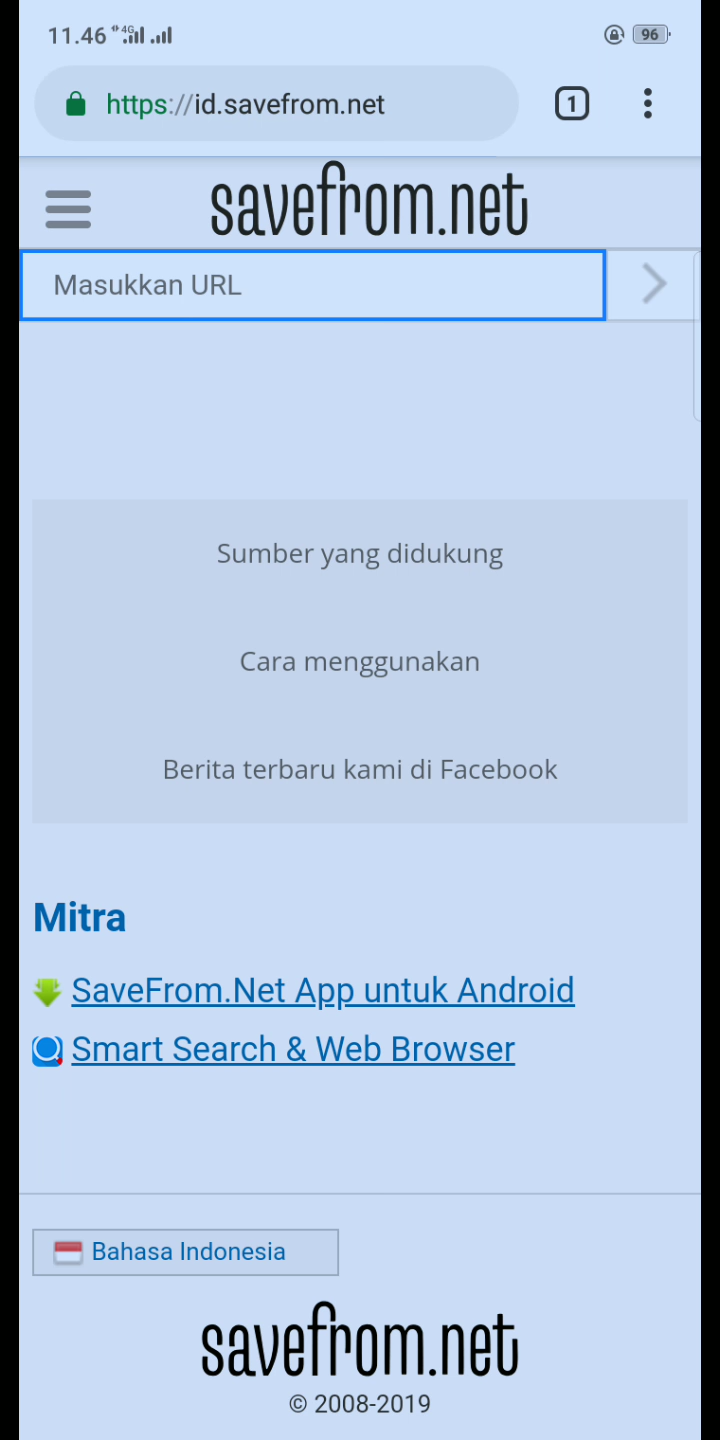 11.46 4G 96
https://id.savefrom.net 1
savefrom.net
Masukkan URL
Sumber yang didukung
Cara menggunakan
Berita terbaru kami di Facebook
Mitra
SaveFrom.Net App untuk Android
Smart Search & Web Browser
Bahasa Indonesia
savefrom.net
© 2008-2019